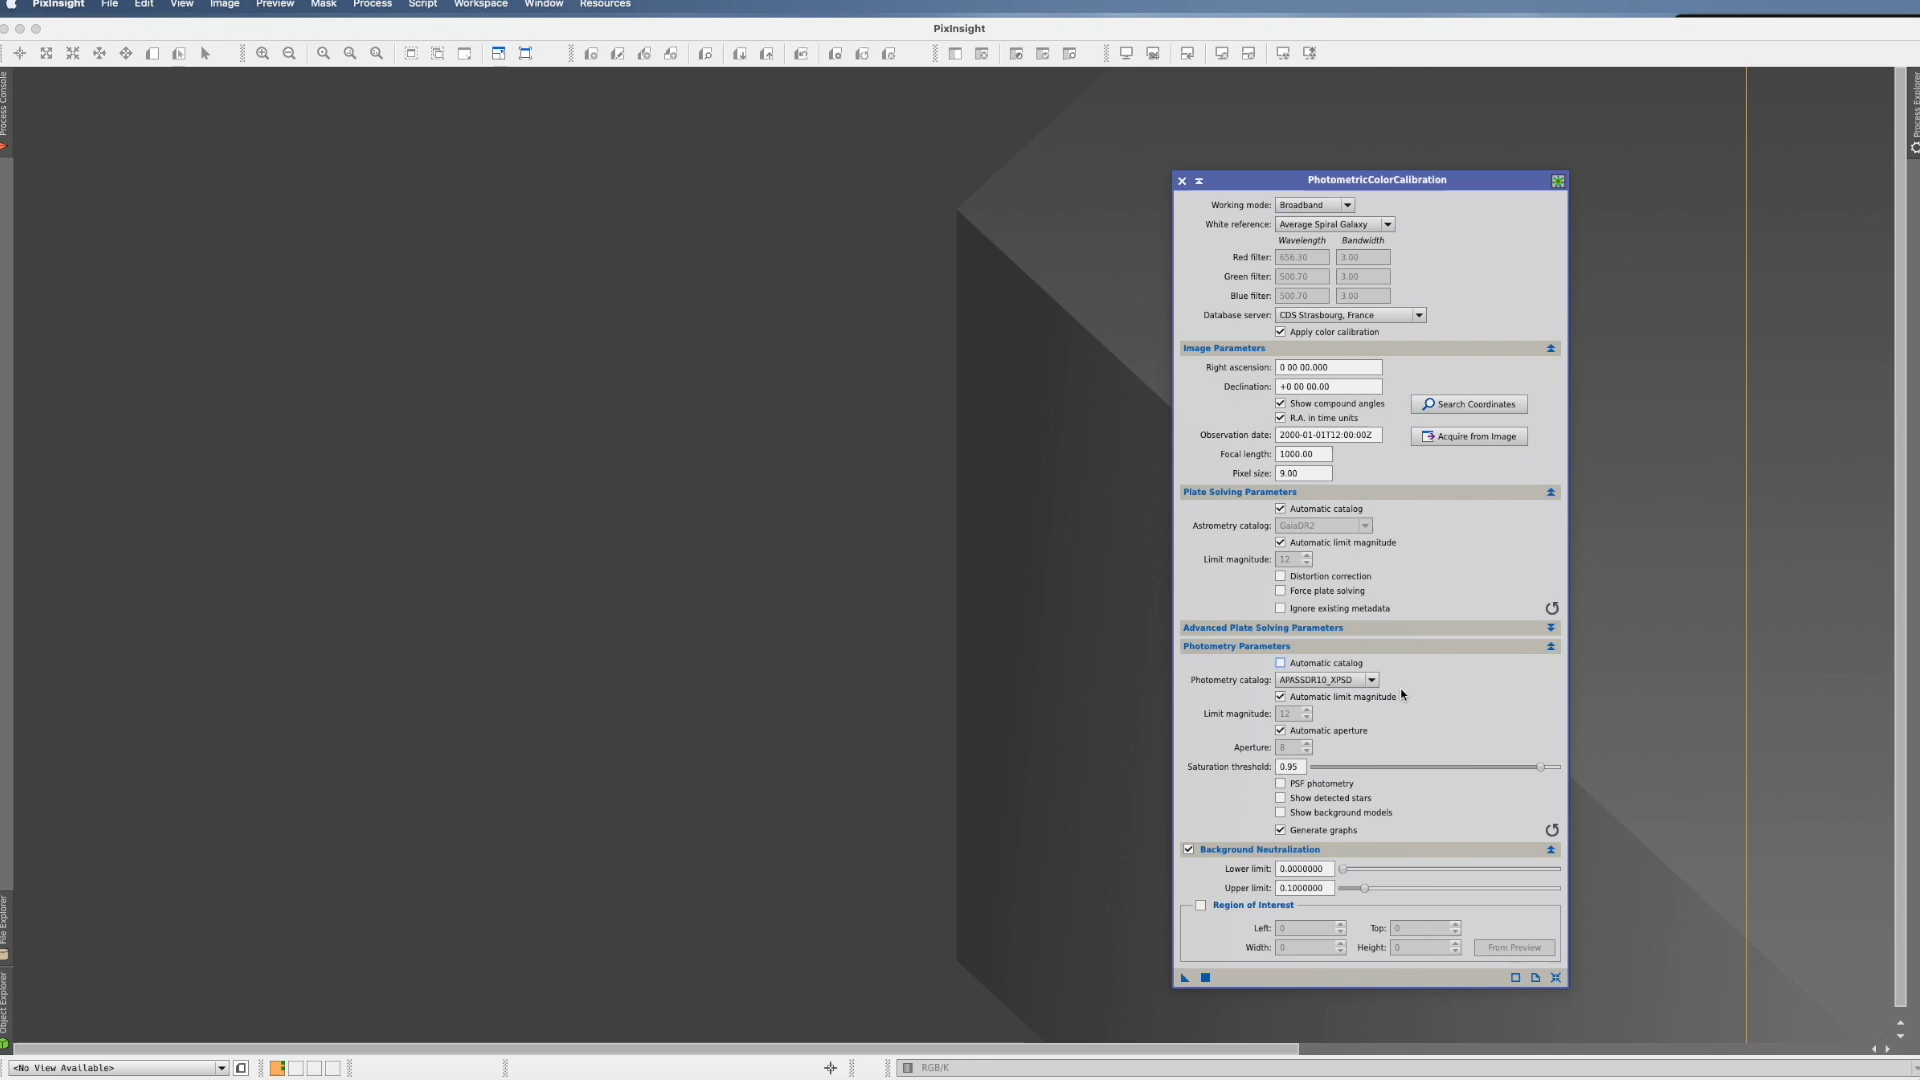 PixInsight File Edit View Image Preview Mask Process Script Workspace Window Resources
PixInsight
Process Console
Process Explorer
PhotometricColorCalibration
Working mode: Broadband
White reference: Average Spiral Galaxy
Wavelength Bandwidth
Red filter: 656.30 3.00
Green filter: 500.70 3.00
Blue filter: 500.70 3.00
Database server: CDS Strasbourg, France
Apply color calibration
Image Parameters
Right ascension: 0 00 00.000
Declination: +0 00 00.00
Show compound angles
Search Coordinates
R.A. in time units
Observation date: 2000-01-01T12:00:00Z
Acquire from Image
Focal length: 1000.00
Pixel size: 9.00
Plate Solving Parameters
Automatic catalog
Astrometry catalog: GaiaDR2
Automatic limit magnitude
Limit magnitude: 12
Distortion correction
Force plate solving
Ignore existing metadata
Advanced Plate Solving Parameters
Photometry Parameters
Automatic catalog
Photometry catalog: APASSDR10_XPSD
Automatic limit magnitude
Limit magnitude: 12
Automatic aperture
Aperture: 8
Saturation threshold: 0.95
PSF photometry
Show detected stars
Show background models
Generate graphs
Background Neutralization
Lower limit: 0.0000000
Upper limit: 0.1000000
Region of Interest
Left: 0 Top: 0
Width: 0 Height: 0 From Preview
File Explorer
Object Explorer
<No View Available>
RGB/K